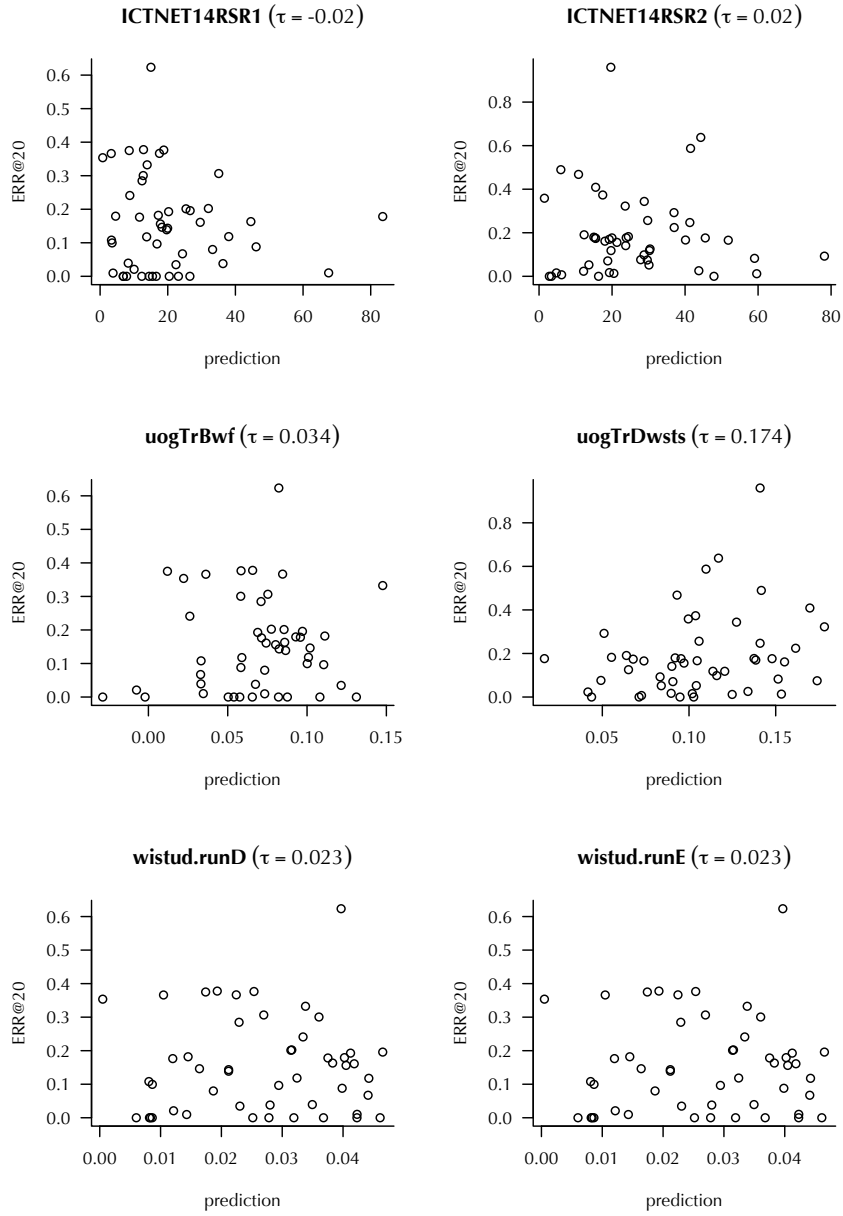 ICTNET14RSR1 (τ = -0.02)
ERR@20
0.6
0.5
0.4
0.3
0.2
0.1
0.0
0 20 40 60 80
prediction
ICTNET14RSR2 (τ = 0.02)
ERR@20
0.8
0.6
0.4
0.2
0.0
0 20 40 60 80
prediction
uogTrBwf (τ = 0.034)
ERR@20
0.6
0.5
0.4
0.3
0.2
0.1
0.0
0.00 0.05 0.10 0.15
prediction
uogTrDwsts (τ = 0.174)
ERR@20
0.8
0.6
0.4
0.2
0.0
0.05 0.10 0.15
prediction
wistud.runD (τ = 0.023)
ERR@20
0.6
0.5
0.4
0.3
0.2
0.1
0.0
0.00 0.01 0.02 0.03 0.04
prediction
wistud.runE (τ = 0.023)
ERR@20
0.6
0.5
0.4
0.3
0.2
0.1
0.0
0.00 0.01 0.02 0.03 0.04
prediction